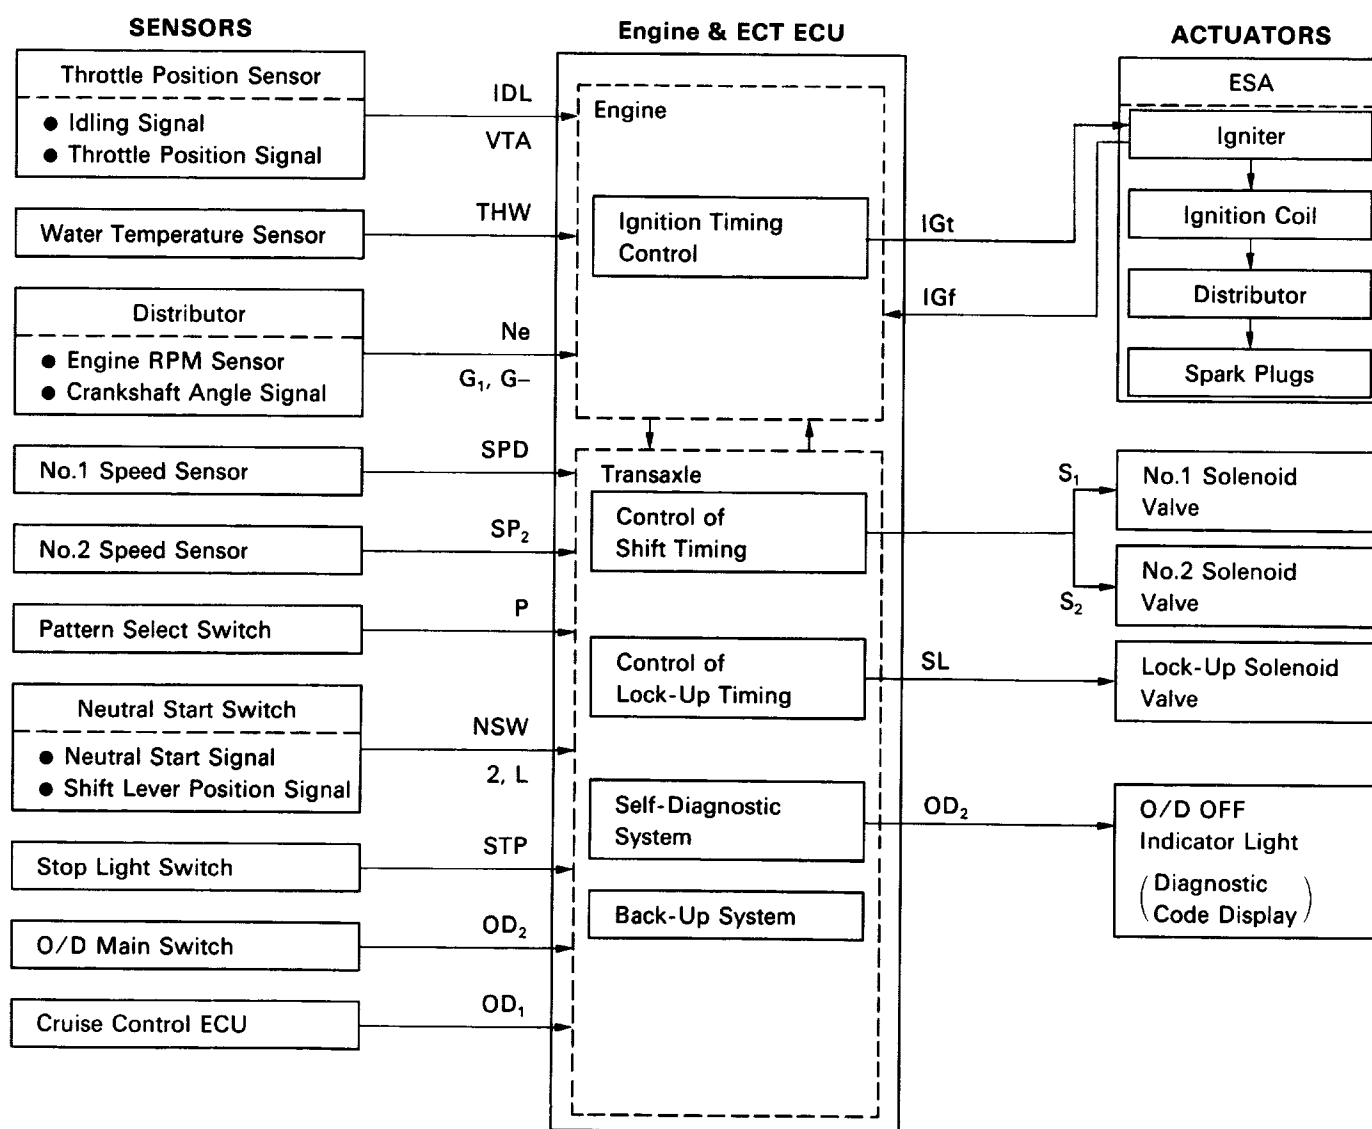 SENSORS
Throttle Position Sensor
● Idling Signal
● Throttle Position Signal
Water Temperature Sensor
Distributor
● Engine RPM Sensor
● Crankshaft Angle Signal
No.1 Speed Sensor
No.2 Speed Sensor
Pattern Select Switch
Neutral Start Switch
● Neutral Start Signal
● Shift Lever Position Signal
Stop Light Switch
O/D Main Switch
Cruise Control ECU
IDL
VTA
THW
Ne
G₁, G–
SPD
SP₂
P
NSW
2, L
STP
OD₂
OD₁
Engine & ECT ECU
Engine
Ignition Timing
Control
Transaxle
Control of
Shift Timing
Control of
Lock-Up Timing
Self-Diagnostic
System
Back-Up System
IGt
IGf
S₁
S₂
SL
OD₂
ACTUATORS
ESA
Igniter
Ignition Coil
Distributor
Spark Plugs
No.1 Solenoid
Valve
No.2 Solenoid
Valve
Lock-Up Solenoid
Valve
O/D OFF
Indicator Light
(Diagnostic
Code Display)